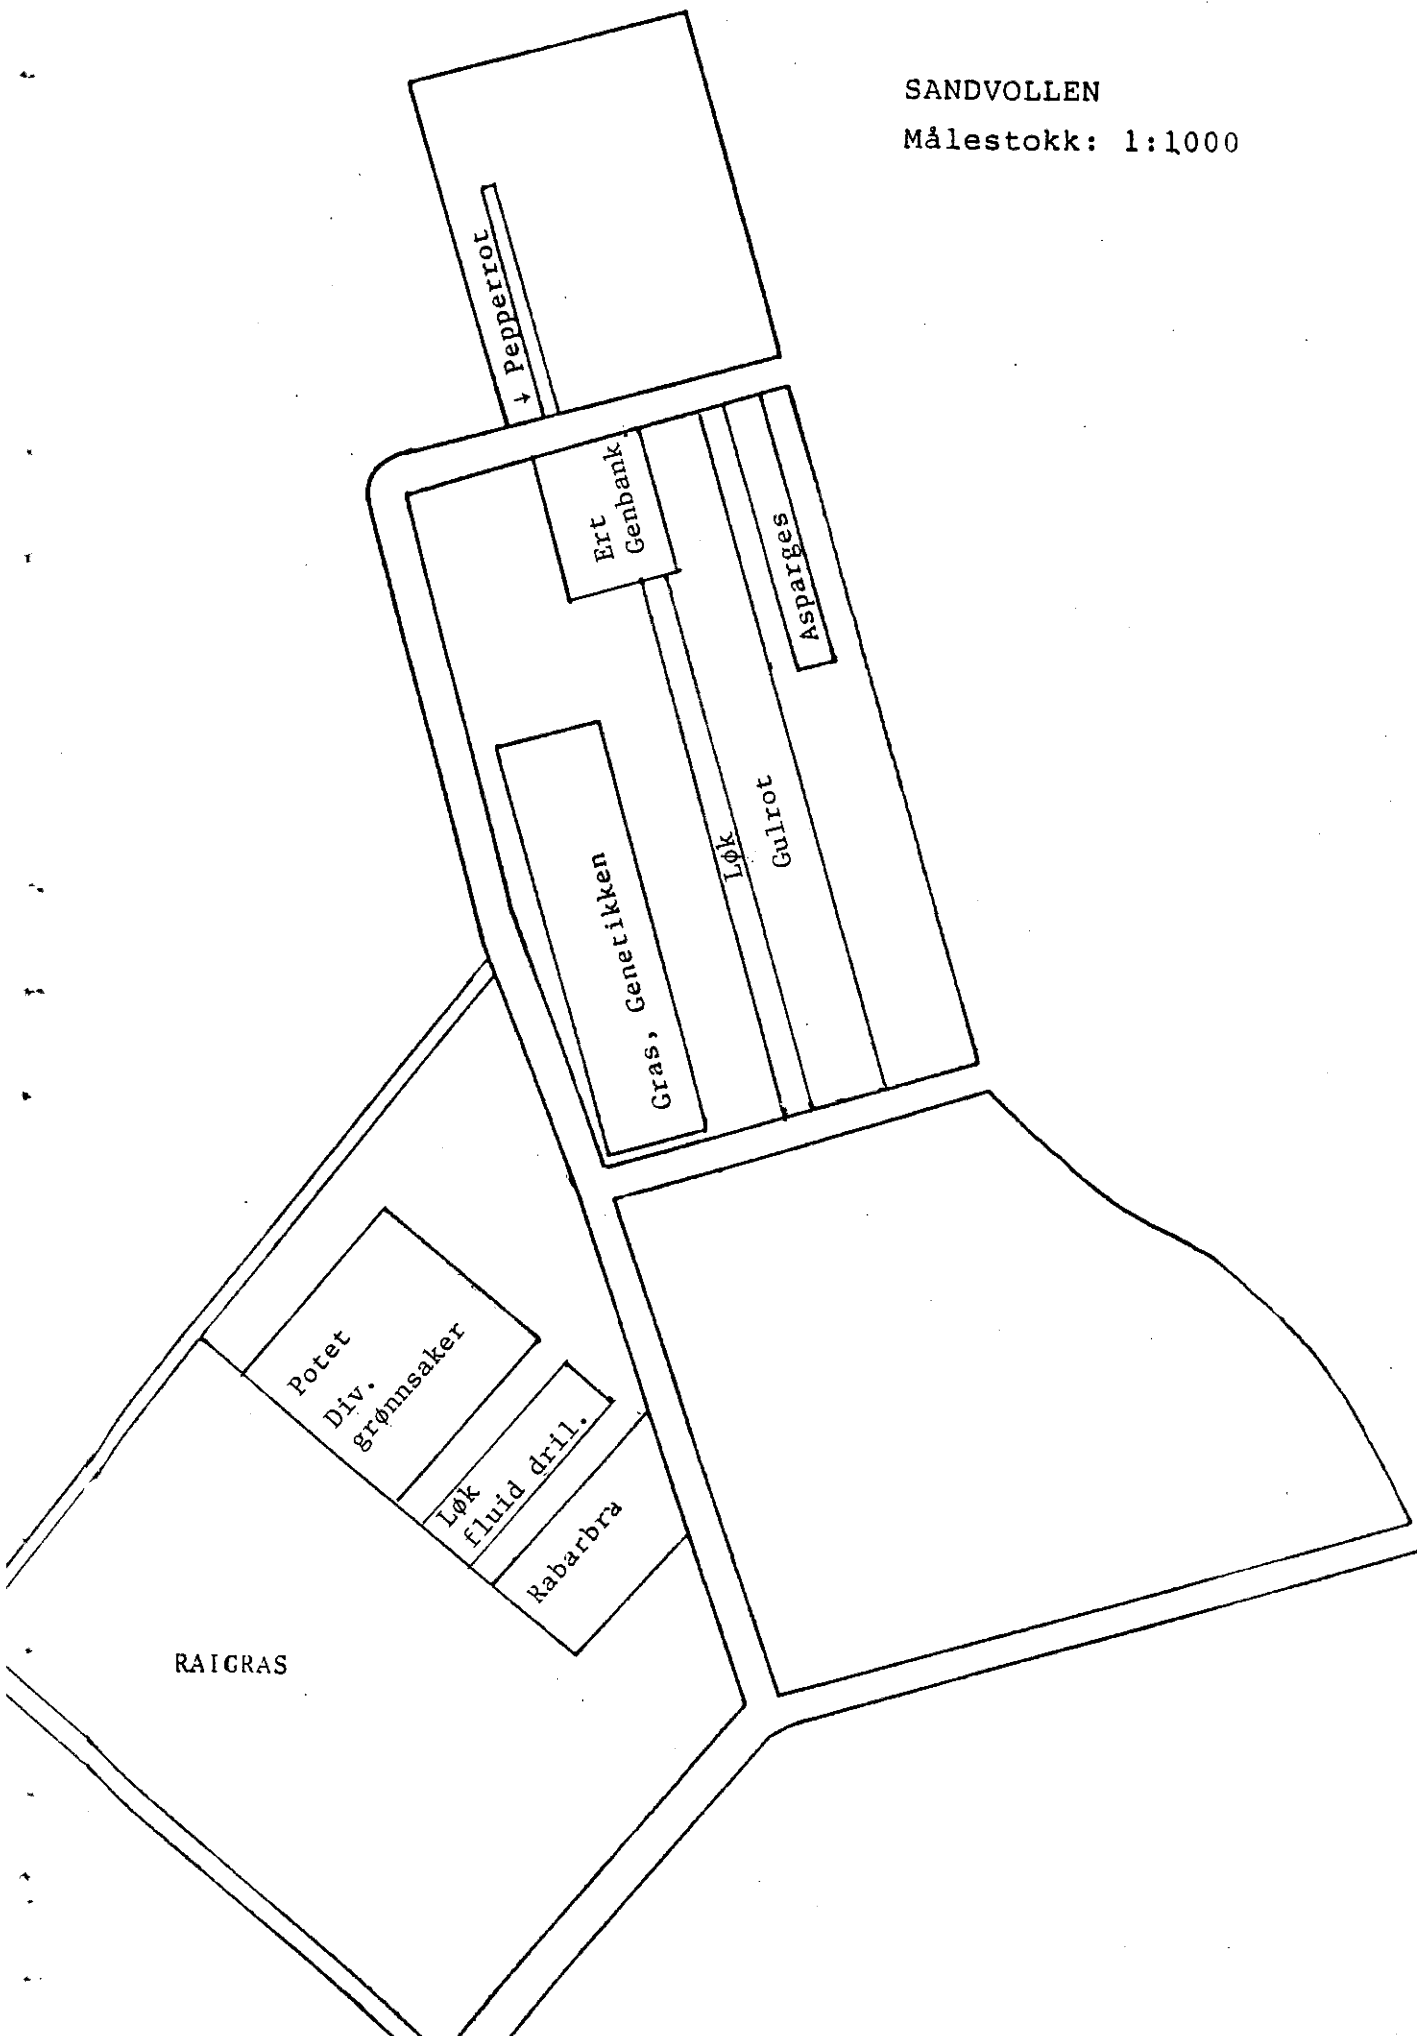 SANDVOLLEN
Målestokk: 1:1000
↓ Pepperrot
Ert
Genbank
Asparges
Gras, Genetikken
Løk
Gulrot
Potet
Div.
grønnsaker
Løk
fluid dril.
Rabarbra
RAIGRAS